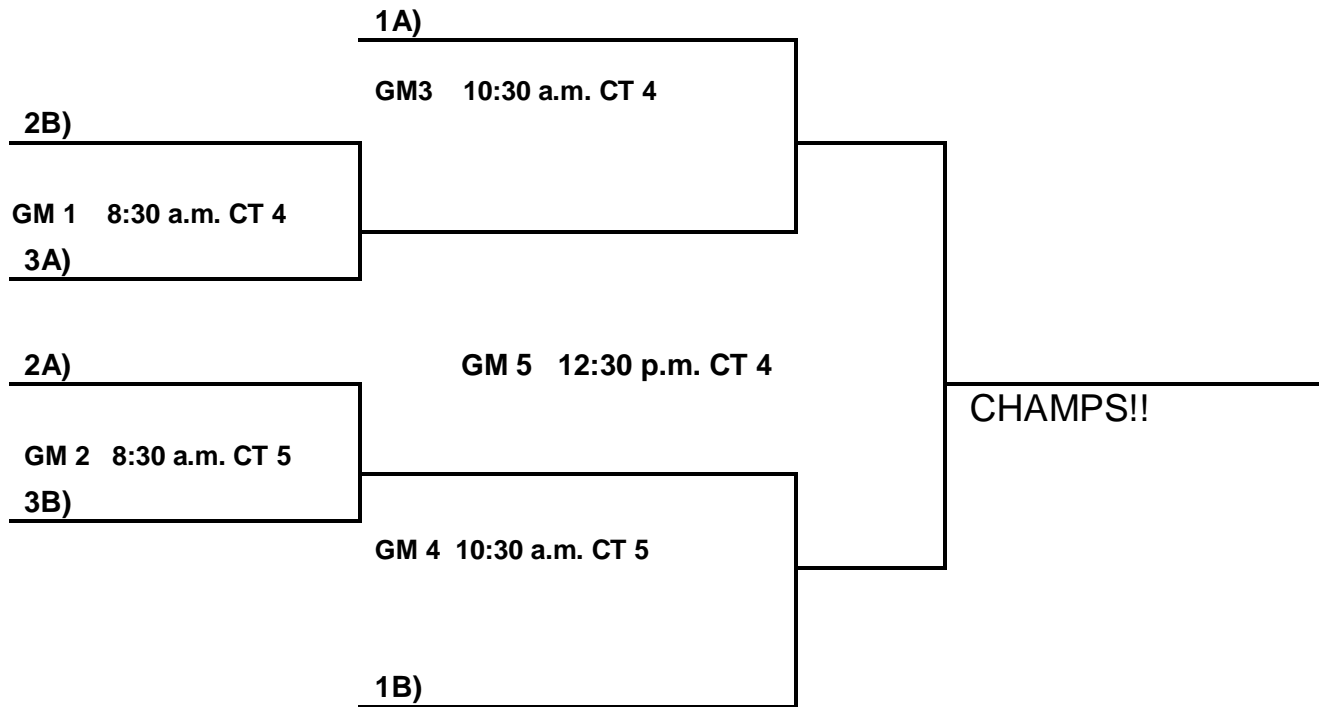 1A)
GM3 10:30 a.m. CT 4
2B)
GM 1 8:30 a.m. CT 4
3A)
2A)
GM 5 12:30 p.m. CT 4
CHAMPS!!
GM 2 8:30 a.m. CT 5
3B)
GM 4 10:30 a.m. CT 5
1B)